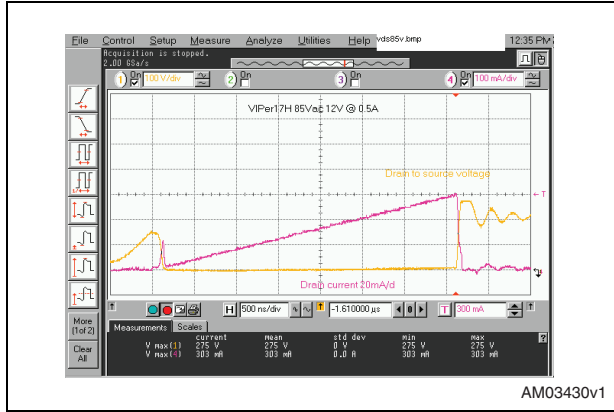 File Control Setup Measure Analyze Utilities Help vds85v.bmp 12:35 PM
Acquisition is stopped.
2.00 GSa/s
1 On 100 V/div 2 On 3 On 4 On 100 mA/div
VIPer17H 85Vac 12V @ 0.5A
Drain to source voltage
T
Drain current 20mA/d
More
(1of 2)
Clear
All
H 500 ns/div -1.610000 µs 0 T 300 mA
Measurements Scales ?
current mean std dev min max
V max(1) 275 V 275 V 0 V 275 V 275 V
V max(4) 303 mA 303 mA 0.0 A 303 mA 303 mA
AM03430v1